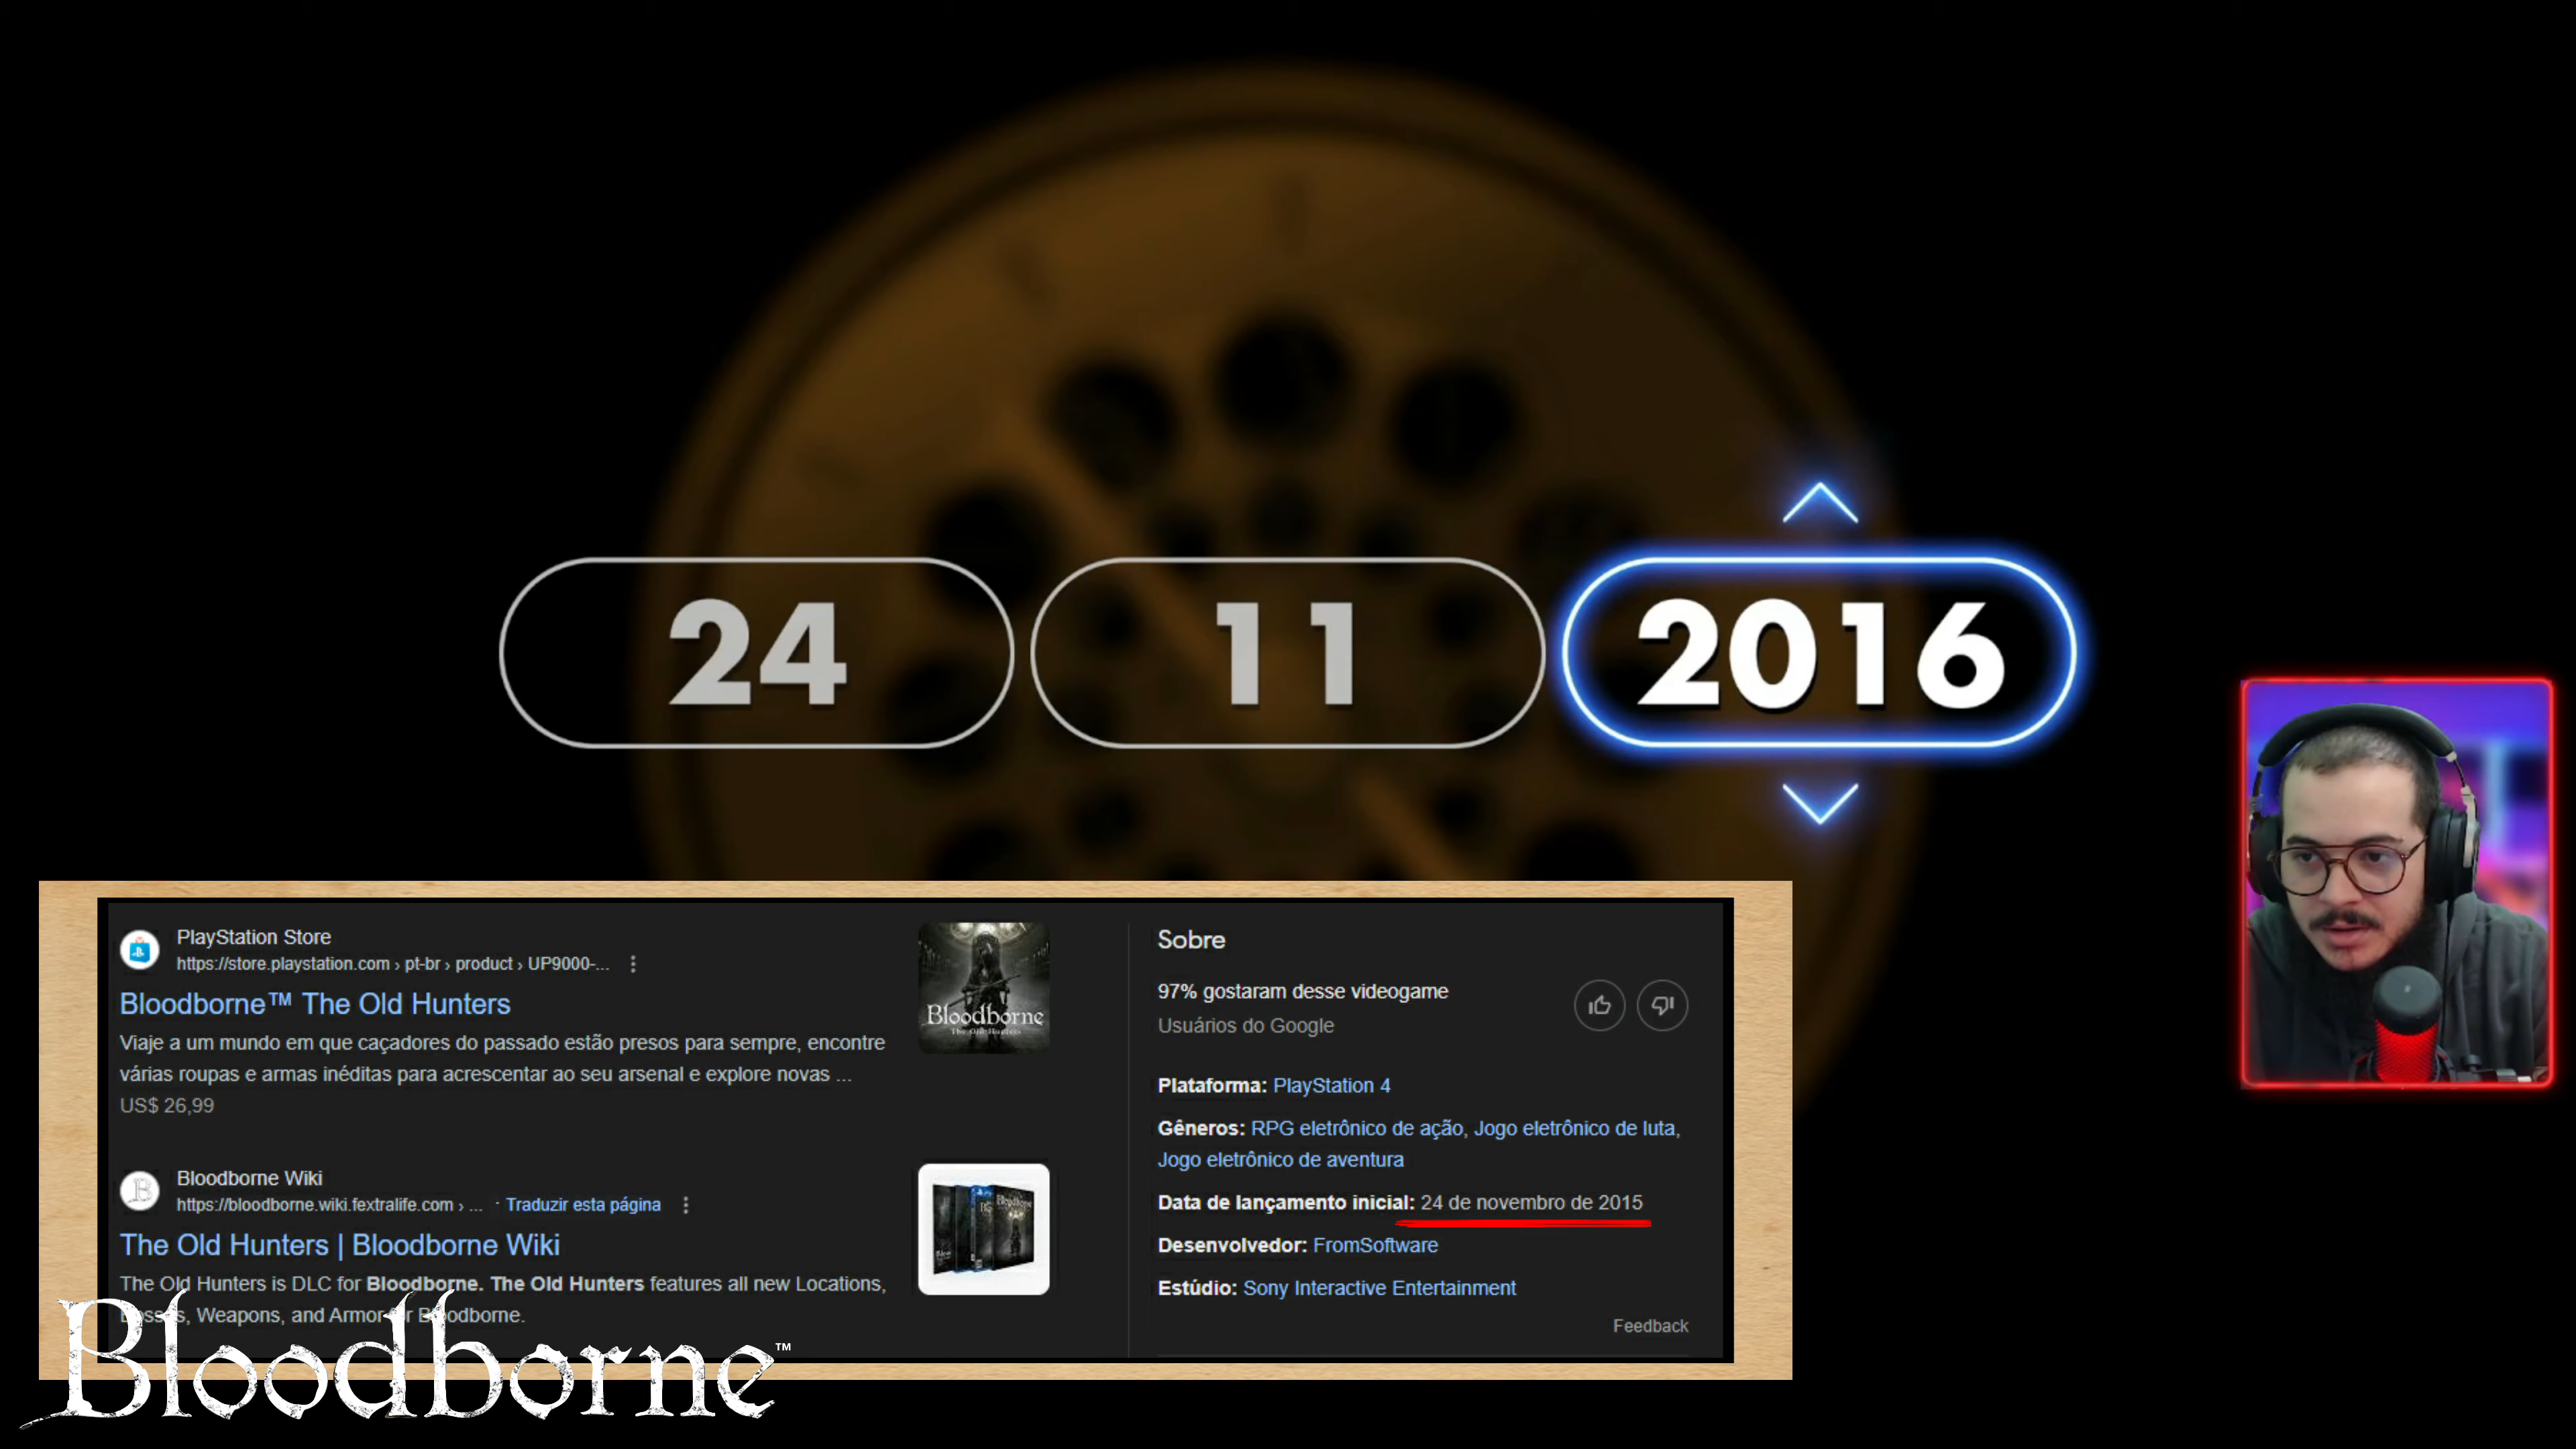 24 11 2016
PlayStation Store
https://store.playstation.com › pt-br › product › UP9000-...
Bloodborne™ The Old Hunters
Viaje a um mundo em que caçadores do passado estão presos para sempre, encontre
várias roupas e armas inéditas para acrescentar ao seu arsenal e explore novas ...
US$ 26,99
Bloodborne
The Old Hunters
Bloodborne Wiki
https://bloodborne.wiki.fextralife.com › ... · Traduzir esta página
The Old Hunters | Bloodborne Wiki
The Old Hunters is DLC for Bloodborne. The Old Hunters features all new Locations,
Weapons, and Armor for Bloodborne.
Sobre
97% gostaram desse videogame
Usuários do Google
Plataforma: PlayStation 4
Gêneros: RPG eletrônico de ação, Jogo eletrônico de luta,
Jogo eletrônico de aventura
Data de lançamento inicial: 24 de novembro de 2015
Desenvolvedor: FromSoftware
Estúdio: Sony Interactive Entertainment
Feedback
Bloodborne™